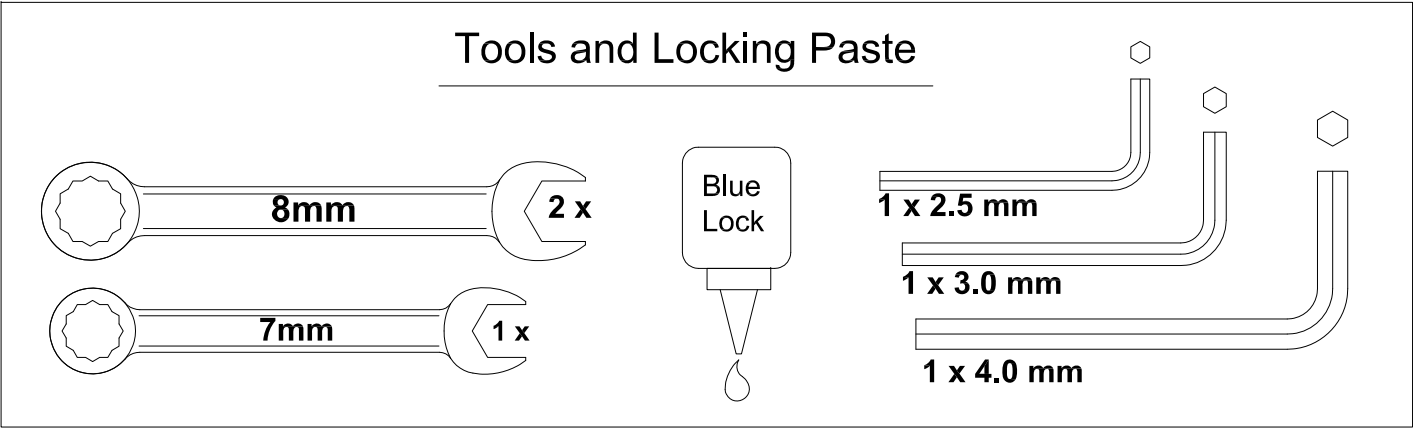 Tools and Locking Paste
8mm
2 x
7mm
1 x
Blue
Lock
1 x 2.5 mm
1 x 3.0 mm
1 x 4.0 mm